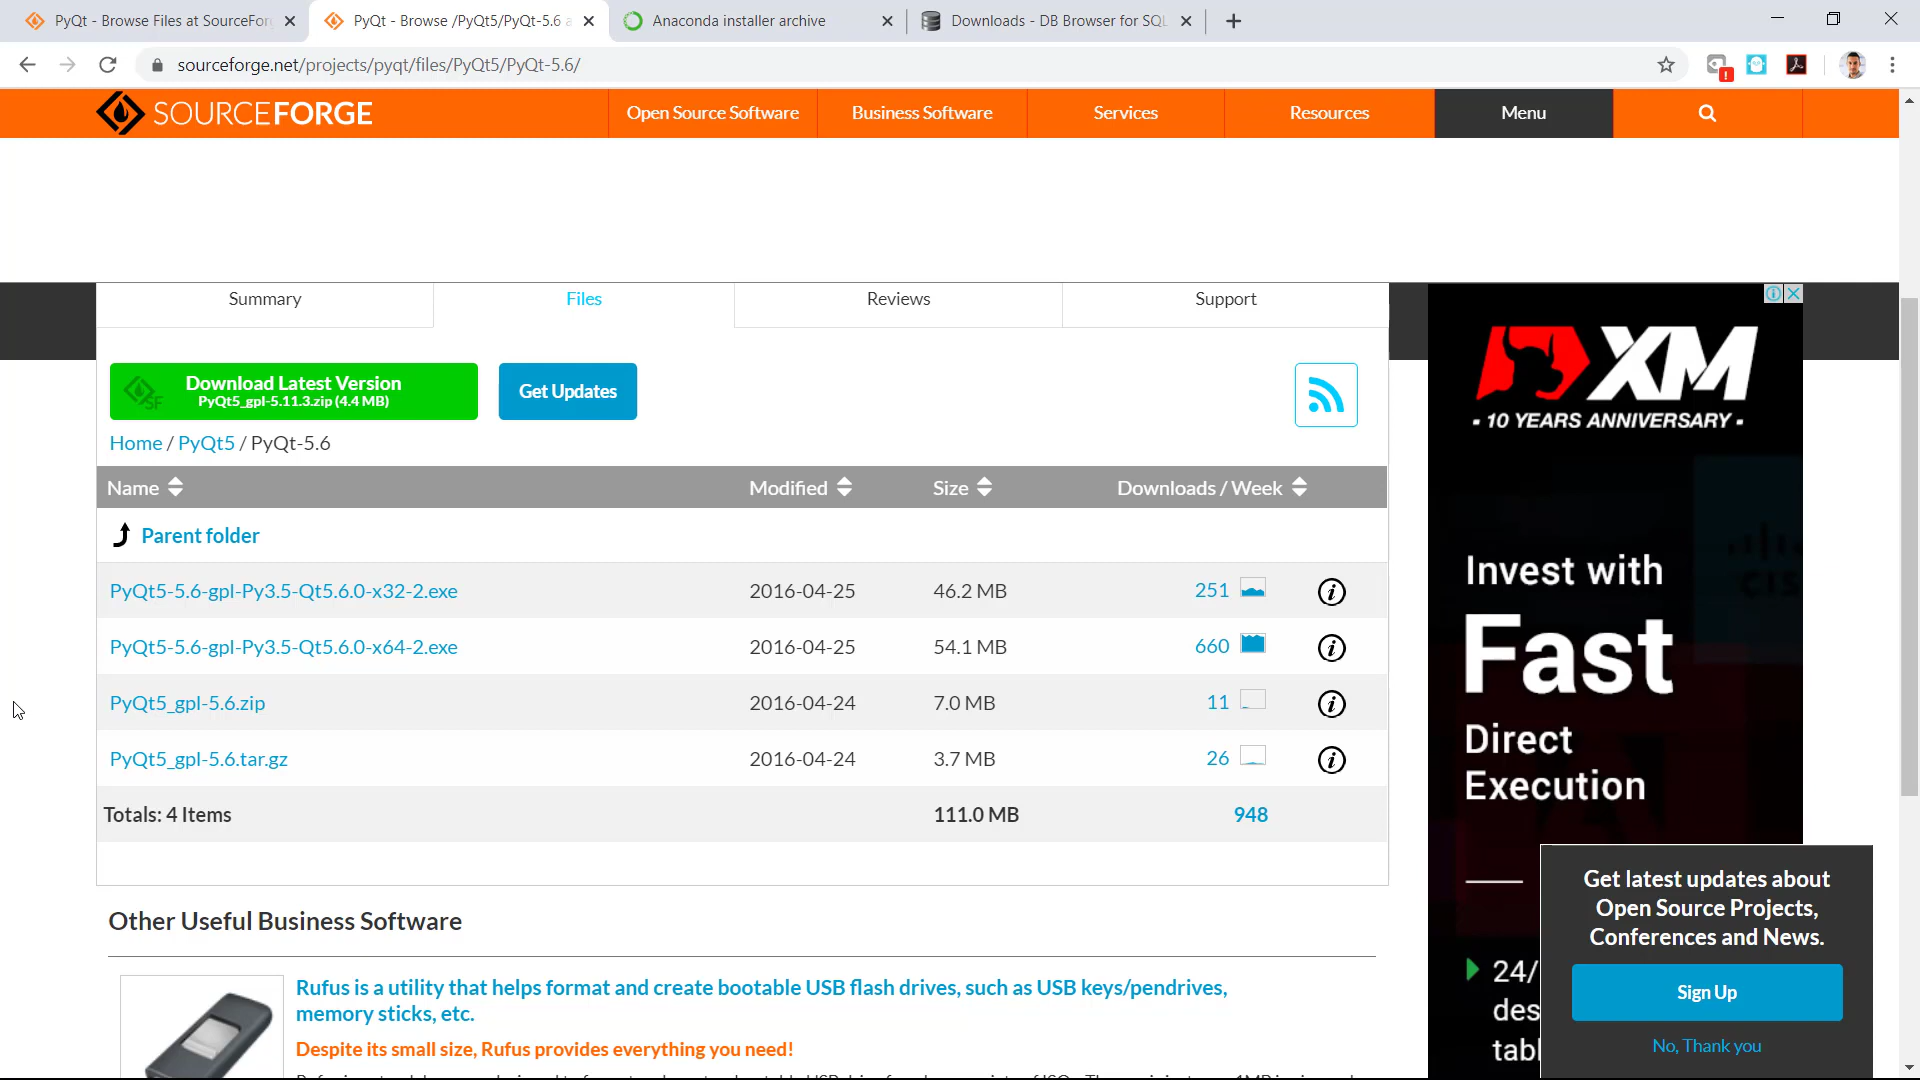 PyQt - Browse Files at SourceFor
PyQt - Browse /PyQt5/PyQt-5.6 a
Anaconda installer archive
Downloads - DB Browser for SQL
sourceforge.net/projects/pyqt/files/PyQt5/PyQt-5.6/
SOURCEFORGE
Open Source Software
Business Software
Services
Resources
Menu
Summary
Files
Reviews
Support
Download Latest Version
PyQt5_gpl-5.11.3.zip (4.4 MB)
Get Updates
Home / PyQt5 / PyQt-5.6
Name Modified Size Downloads / Week
Parent folder
PyQt5-5.6-gpl-Py3.5-Qt5.6.0-x32-2.exe 2016-04-25 46.2 MB 251
PyQt5-5.6-gpl-Py3.5-Qt5.6.0-x64-2.exe 2016-04-25 54.1 MB 660
PyQt5_gpl-5.6.zip 2016-04-24 7.0 MB 11
PyQt5_gpl-5.6.tar.gz 2016-04-24 3.7 MB 26
Totals: 4 Items 111.0 MB 948
Other Useful Business Software
Rufus is a utility that helps format and create bootable USB flash drives, such as USB keys/pendrives,
memory sticks, etc.
Despite its small size, Rufus provides everything you need!
XM
• 10 YEARS ANNIVERSARY •
Invest with
Fast
Direct
Execution
24/
des
tabl
Get latest updates about
Open Source Projects,
Conferences and News.
Sign Up
No, Thank you